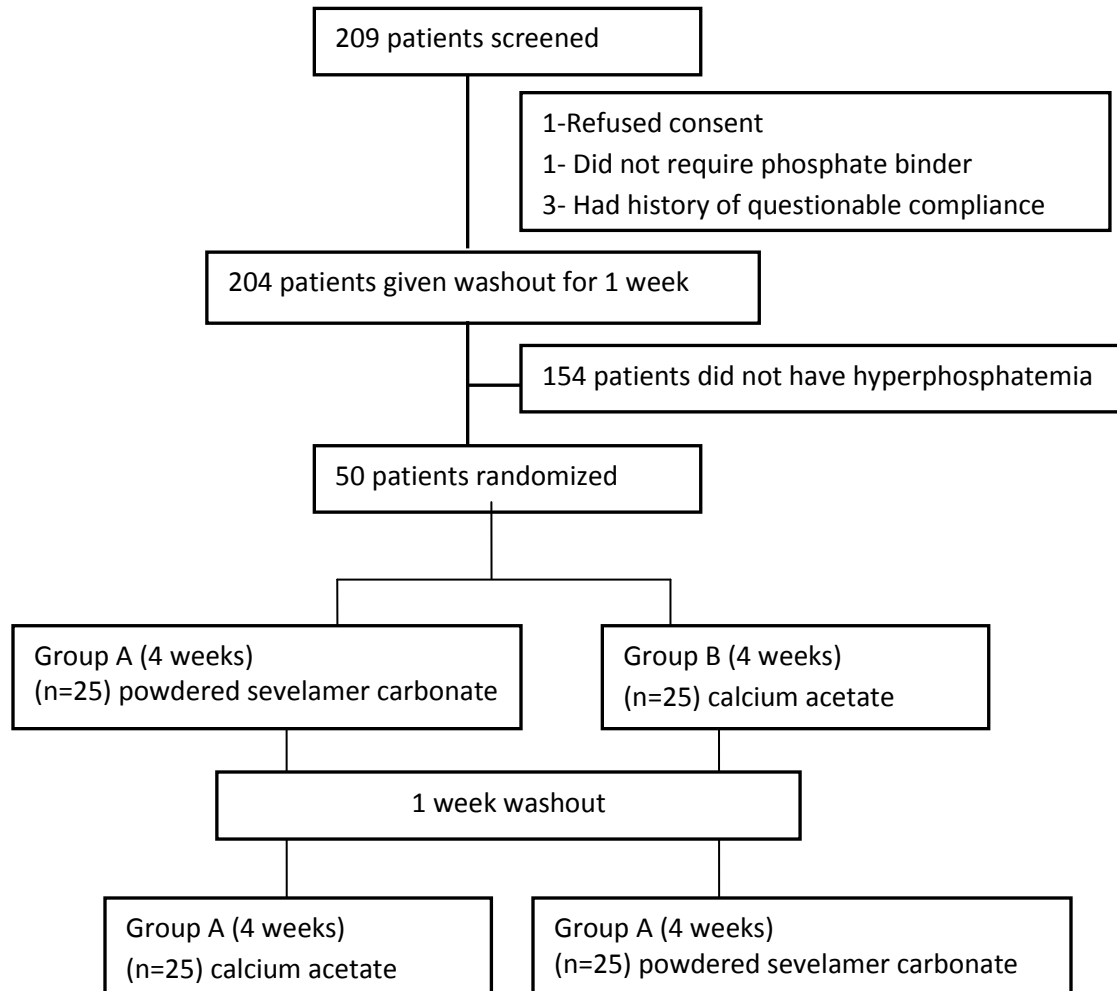 209 patients screened
1-Refused consent
1- Did not require phosphate binder
3- Had history of questionable compliance
204 patients given washout for 1 week
154 patients did not have hyperphosphatemia
50 patients randomized
Group A (4 weeks)
(n=25) powdered sevelamer carbonate
Group B (4 weeks)
(n=25) calcium acetate
1 week washout
Group A (4 weeks)
(n=25) calcium acetate
Group A (4 weeks)
(n=25) powdered sevelamer carbonate